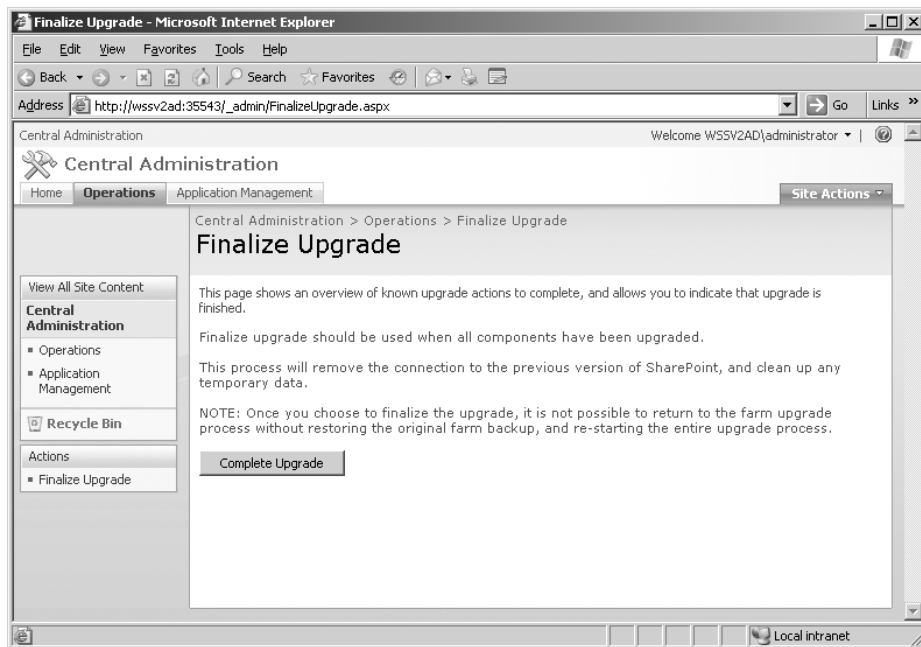 Finalize Upgrade - Microsoft Internet Explorer
File Edit View Favorites Tools Help
Back Search Favorites
Address http://wssv2ad:35543/_admin/FinalizeUpgrade.aspx Go Links »
Central Administration Welcome WSSV2AD\administrator
Central Administration
Home Operations Application Management Site Actions
Central Administration > Operations > Finalize Upgrade
Finalize Upgrade
View All Site Content
Central
Administration
Operations
Application
Management
Recycle Bin
Actions
Finalize Upgrade
This page shows an overview of known upgrade actions to complete, and allows you to indicate that upgrade is
finished.
Finalize upgrade should be used when all components have been upgraded.
This process will remove the connection to the previous version of SharePoint, and clean up any
temporary data.
NOTE: Once you choose to finalize the upgrade, it is not possible to return to the farm upgrade
process without restoring the original farm backup, and re-starting the entire upgrade process.
Complete Upgrade
Local intranet